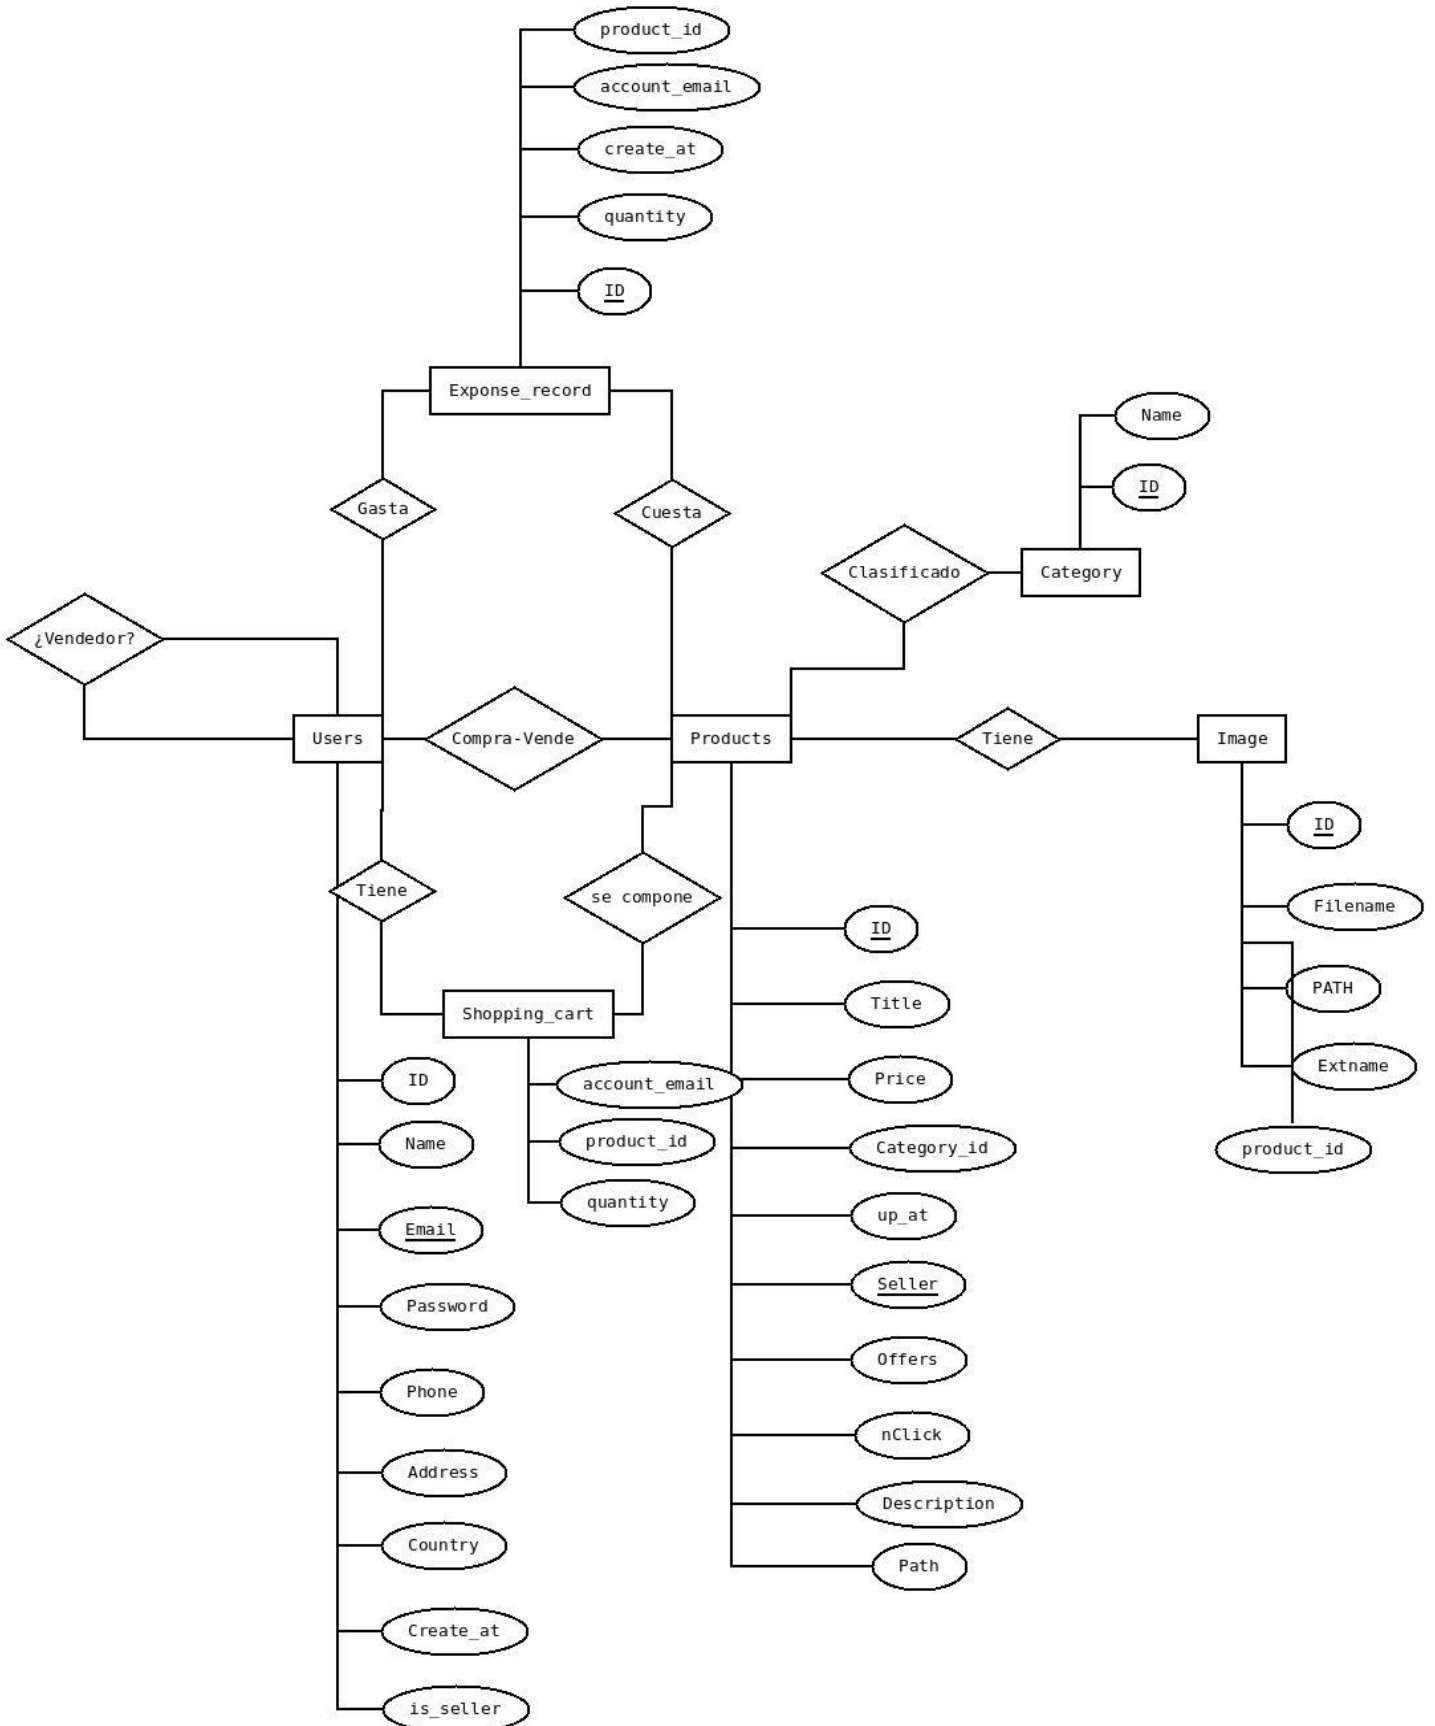 product_id
account_email
create_at
quantity
ID
Exponse_record
Name
ID
Gasta
Cuesta
Clasificado
Category
¿Vendedor?
Users
Compra-Vende
Products
Tiene
Image
ID
Tiene
se compone
Filename
ID
PATH
Title
Shopping_cart
Extname
ID
account_email
Price
Name
product_id
Category_id
product_id
quantity
up_at
Email
Seller
Password
Offers
Phone
nClick
Address
Description
Country
Path
Create_at
is_seller